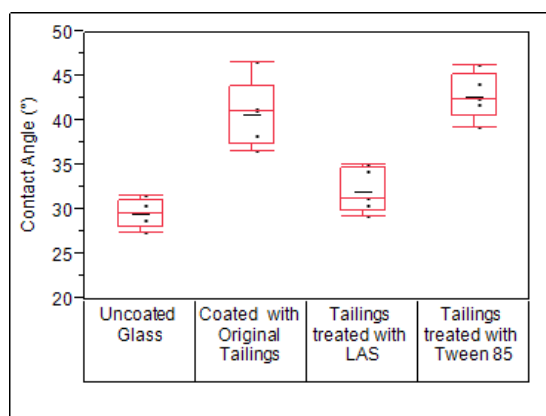 50
45
40
35
30
25
20
Contact Angle (°)
Uncoated
Glass
Coated with
Original
Tailings
Tailings
treated with
LAS
Tailings
treated with
Tween 85